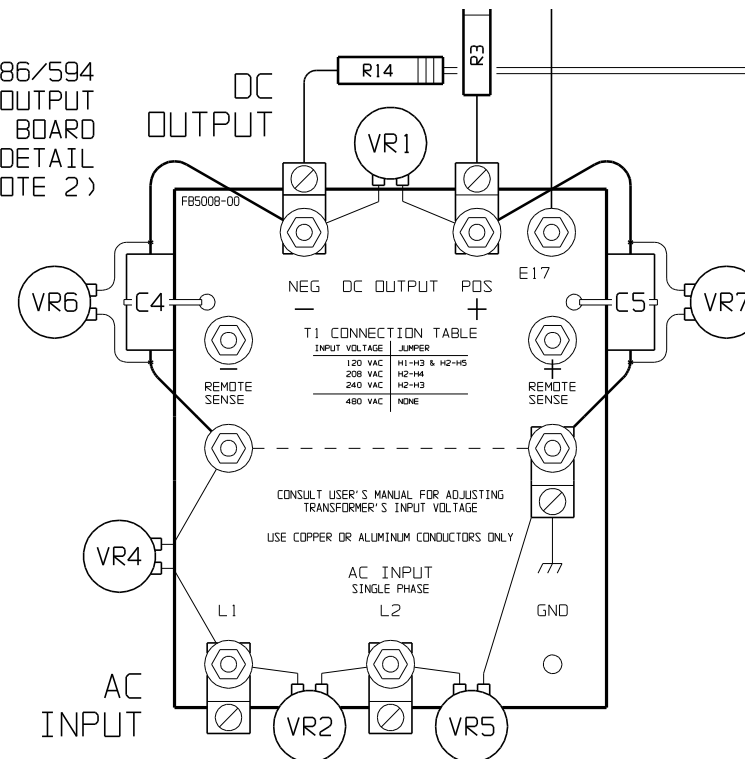 86/594
OUTPUT
BOARD
DETAIL
OTE 2)
DC
OUTPUT
R14
R3
VR1
FB5008-00
E17
NEG DC OUTPUT POS
- +
VR6
C4
C5
VR7
T1 CONNECTION TABLE
INPUT VOLTAGE JUMPER
120 VAC H1-H3 & H2-H5
208 VAC H2-H4
240 VAC H2-H3
480 VAC NONE
-
REMOTE
SENSE
+
REMOTE
SENSE
CONSULT USER'S MANUAL FOR ADJUSTING
TRANSFORMER'S INPUT VOLTAGE
USE COPPER OR ALUMINUM CONDUCTORS ONLY
VR4
AC INPUT
SINGLE PHASE
L1
L2
GND
AC
INPUT
VR2
VR5